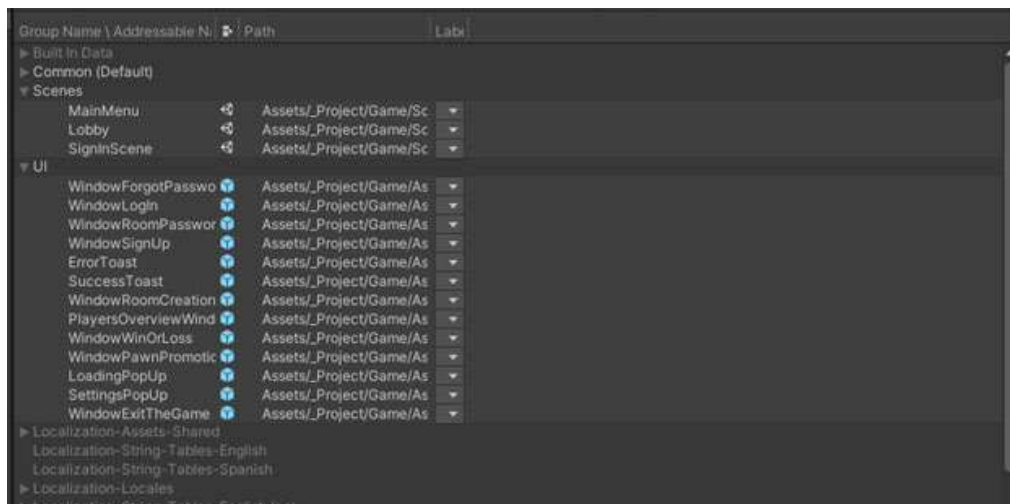 Group Name \ Addressable Na Path Labe
Built In Data
Common (Default)
Scenes
MainMenu Assets/_Project/Game/Sc
Lobby Assets/_Project/Game/Sc
SignInScene Assets/_Project/Game/Sc
UI
WindowForgotPasswo Assets/_Project/Game/As
WindowLogIn Assets/_Project/Game/As
WindowRoomPasswor Assets/_Project/Game/As
WindowSignUp Assets/_Project/Game/As
ErrorToast Assets/_Project/Game/As
SuccessToast Assets/_Project/Game/As
WindowRoomCreation Assets/_Project/Game/As
PlayersOverviewWind Assets/_Project/Game/As
WindowWinOrLoss Assets/_Project/Game/As
WindowPawnPromotic Assets/_Project/Game/As
LoadingPopUp Assets/_Project/Game/As
SettingsPopUp Assets/_Project/Game/As
WindowExitTheGame Assets/_Project/Game/As
Localization-Assets-Shared
Localization-String-Tables-English
Localization-String-Tables-Spanish
Localization-Locales